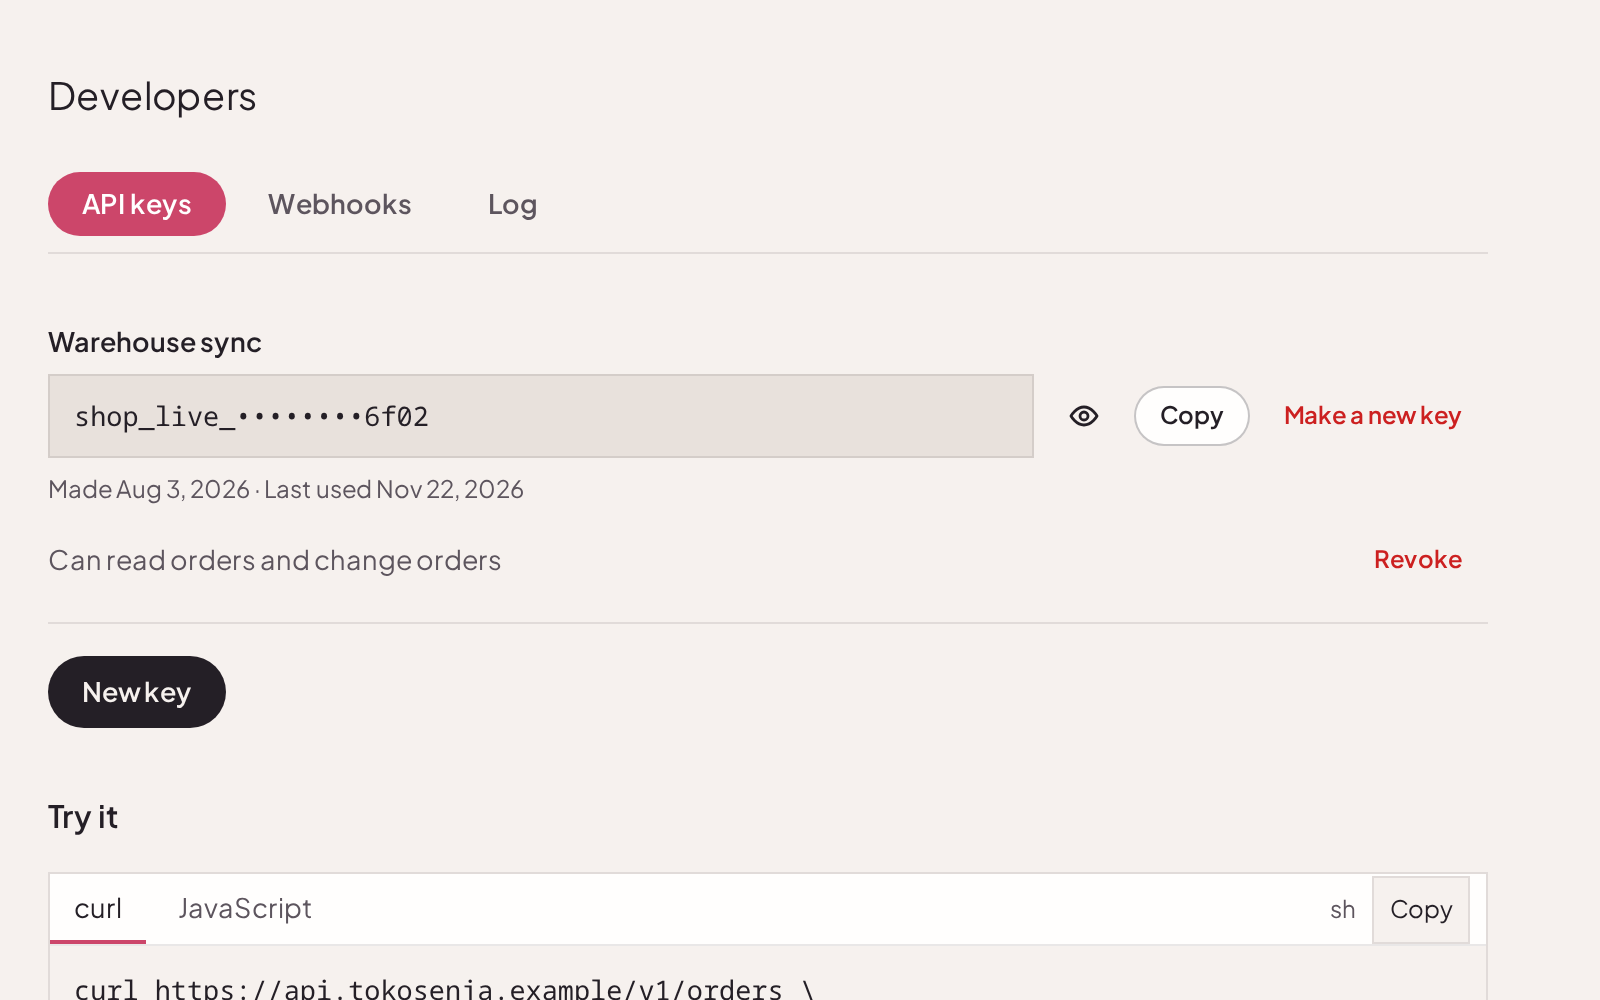 Developers
API keys Webhooks Log
Warehouse sync
shop_live_••••••••6f02 Copy Make a new key
Made Aug 3, 2026 · Last used Nov 22, 2026
Can read orders and change orders Revoke
New key
Try it
curl JavaScript sh Copy
curl https://api.tokosenja.example/v1/orders \